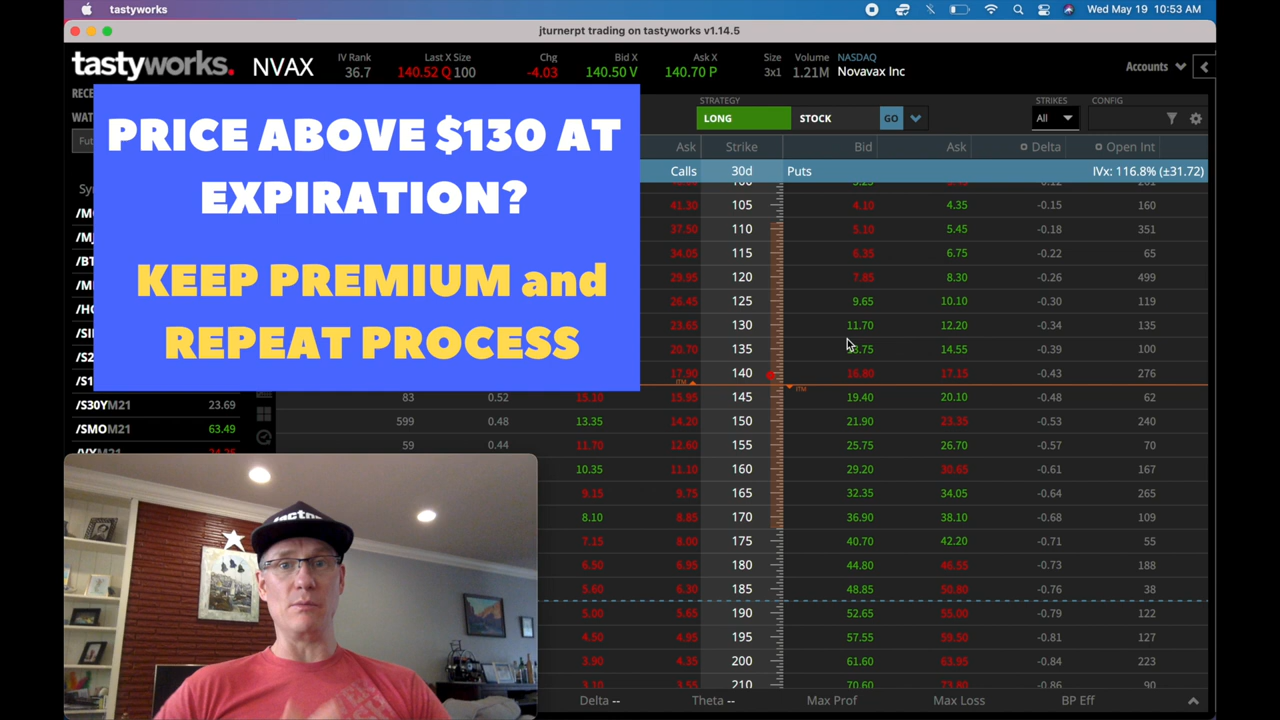 tastyworks
Wed May 19 10:53 AM
jturnerpt trading on tastyworks v1.14.5
tastyworks.
NVAX
IV Rank
36.7
Last X Size
140.52 Q 100
Chg
-4.03
Bid X
140.50 V
Ask X
140.70 P
Size
3x1
Volume
1.21M
NASDAQ
Novavax Inc
Accounts
PRICE ABOVE $130 AT
EXPIRATION?
KEEP PREMIUM and
REPEAT PROCESS
RECE
WAT
Fut
STRATEGY
LONG STOCK GO
STRIKES
All
CONFIG
Ask Strike Bid Ask Delta Open Int
Calls 30d Puts IVx: 116.8% (±31.72)
41.30 105 4.10 4.35 -0.15 160
37.50 110 5.10 5.45 -0.18 351
34.05 115 6.35 6.75 -0.22 65
29.95 120 7.85 8.30 -0.26 499
26.45 125 9.65 10.10 -0.30 119
23.65 130 11.70 12.20 -0.34 135
20.70 135 .75 14.55 -0.39 100
17.90 140 16.80 17.15 -0.43 276
ITM ITM
/S30YM21 23.69 83 0.52 15.10 15.95 145 19.40 20.10 -0.48 62
/SMOM21 63.49 599 0.48 13.35 14.20 150 21.90 23.35 -0.53 240
59 0.44 11.70 12.60 155 25.75 26.70 -0.57 70
10.35 11.10 160 29.20 30.65 -0.61 167
9.15 9.75 165 32.35 34.05 -0.64 265
8.10 8.85 170 36.90 38.10 -0.68 109
7.15 8.00 175 40.70 42.20 -0.71 55
6.50 6.95 180 44.80 46.55 -0.73 188
5.60 6.30 185 48.85 50.80 -0.76 38
5.00 5.65 190 52.65 55.00 -0.79 122
4.50 4.95 195 57.55 59.50 -0.81 127
3.90 4.35 200 61.60 63.95 -0.84 223
3.10 3.55 210 70.60 73.80 -0.86 90
Delta -- Theta -- Max Prof Max Loss BP Eff